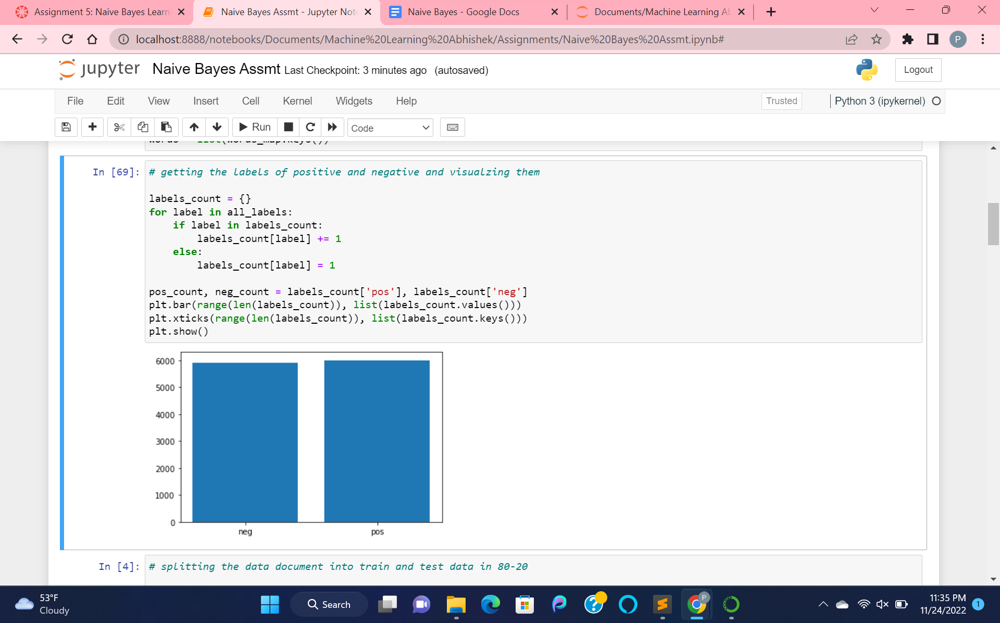 Assignment 5: Naive Bayes Learn
Naive Bayes Assmt - Jupyter Note
Naive Bayes - Google Docs
Documents/Machine Learning Ab
localhost:8888/notebooks/Documents/Machine%20Learning%20Abhishek/Assignments/Naive%20Bayes%20Assmt.ipynb#
P
jupyter Naive Bayes Assmt Last Checkpoint: 3 minutes ago (autosaved)
Logout
File Edit View Insert Cell Kernel Widgets Help
Trusted
Python 3 (ipykernel)
Run
Code
words = list(words_map.keys())
In [69]: # getting the labels of positive and negative and visualzing them
labels_count = {}
for label in all_labels:
    if label in labels_count:
        labels_count[label] += 1
    else:
        labels_count[label] = 1
pos_count, neg_count = labels_count['pos'], labels_count['neg']
plt.bar(range(len(labels_count)), list(labels_count.values()))
plt.xticks(range(len(labels_count)), list(labels_count.keys()))
plt.show()
6000
5000
4000
3000
2000
1000
0
neg pos
In [4]: # splitting the data document into train and test data in 80-20
53°F
Cloudy
Search
P
11:35 PM
11/24/2022
1